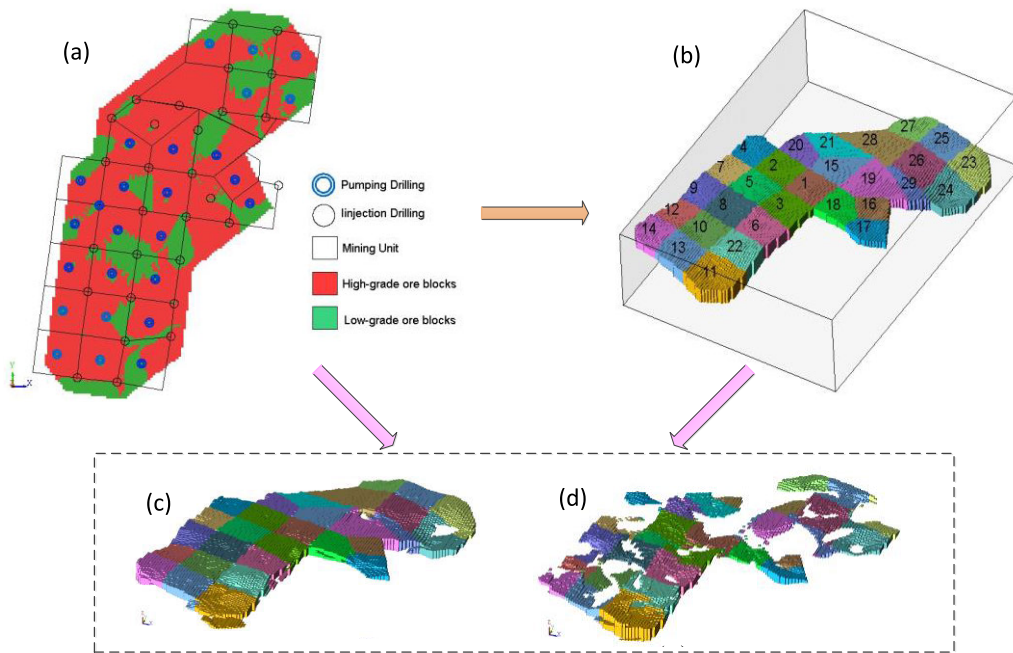 (a)
Pumping Drilling
Iinjection Drilling
Mining Unit
High-grade ore blocks
Low-grade ore blocks
Y
X
(b)
27
25
4
20
21
28
23
7
2
15
26
9
5
1
19
29
24
12
8
3
18
16
14
10
6
17
13
22
11
(c)
(d)